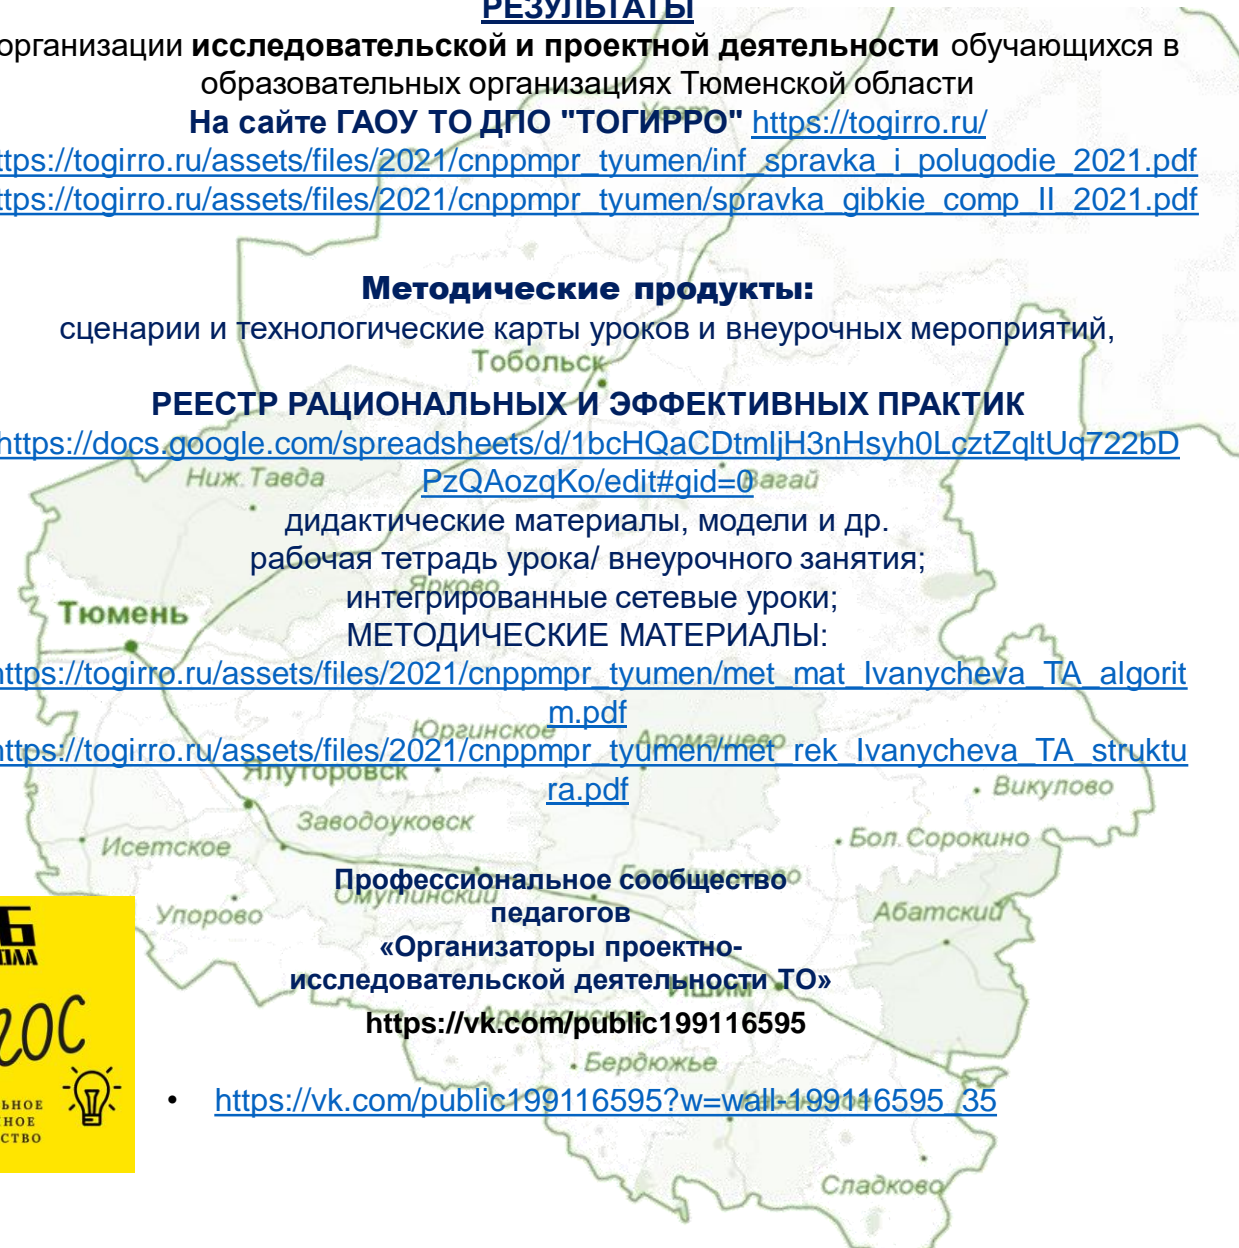 РЕЗУЛЬТАТЫ
организации исследовательской и проектной деятельности обучающихся в
образовательных организациях Тюменской области
На сайте ГАОУ ТО ДПО "ТОГИРРО" https://togirro.ru/
ttps://togirro.ru/assets/files/2021/cnppmpr_tyumen/inf_spravka_i_polugodie_2021.pdf
ttps://togirro.ru/assets/files/2021/cnppmpr_tyumen/spravka_gibkie_comp_II_2021.pdf
Методические продукты:
сценарии и технологические карты уроков и внеурочных мероприятий,
Тобольск
РЕЕСТР РАЦИОНАЛЬНЫХ И ЭФФЕКТИВНЫХ ПРАКТИК
https://docs.google.com/spreadsheets/d/1bcHQaCDtmIjH3nHsyh0LcztZqltUq722bD
Ниж.Тавда
PzQAozqKo/edit#gid=0
Вагай
дидактические материалы, модели и др.
рабочая тетрадь урока/ внеурочного занятия;
Ярково
интегрированные сетевые уроки;
Тюмень
МЕТОДИЧЕСКИЕ МАТЕРИАЛЫ:
https://togirro.ru/assets/files/2021/cnppmpr_tyumen/met_mat_Ivanycheva_TA_algorit
m.pdf
Юргинское
Аромашево
https://togirro.ru/assets/files/2021/cnppmpr_tyumen/met_rek_Ivanycheva_TA_struktu
Ялуторовск
ra.pdf
Викулово
Заводоуковск
Бол.Сорокино
Исетское
Профессиональное сообщество
Омутинский
педагогов
Упорово
Абатский
«Организаторы проектно-
исследовательской деятельности ТО»
Ишим
https://vk.com/public199116595
Бердюжье
• https://vk.com/public199116595?w=wall-199116595_35
Сладково